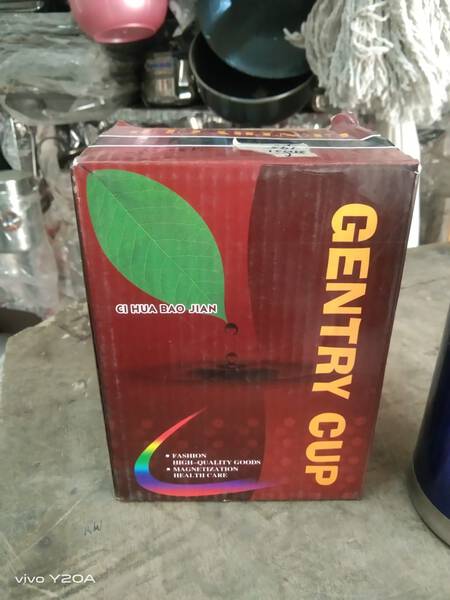 CI HUA BAO JIAN
GENTRY CUP
• FASHION
HIGH-QUALITY GOODS
• MAGNETIZATION
HEALTH CARE
vivo Y20A